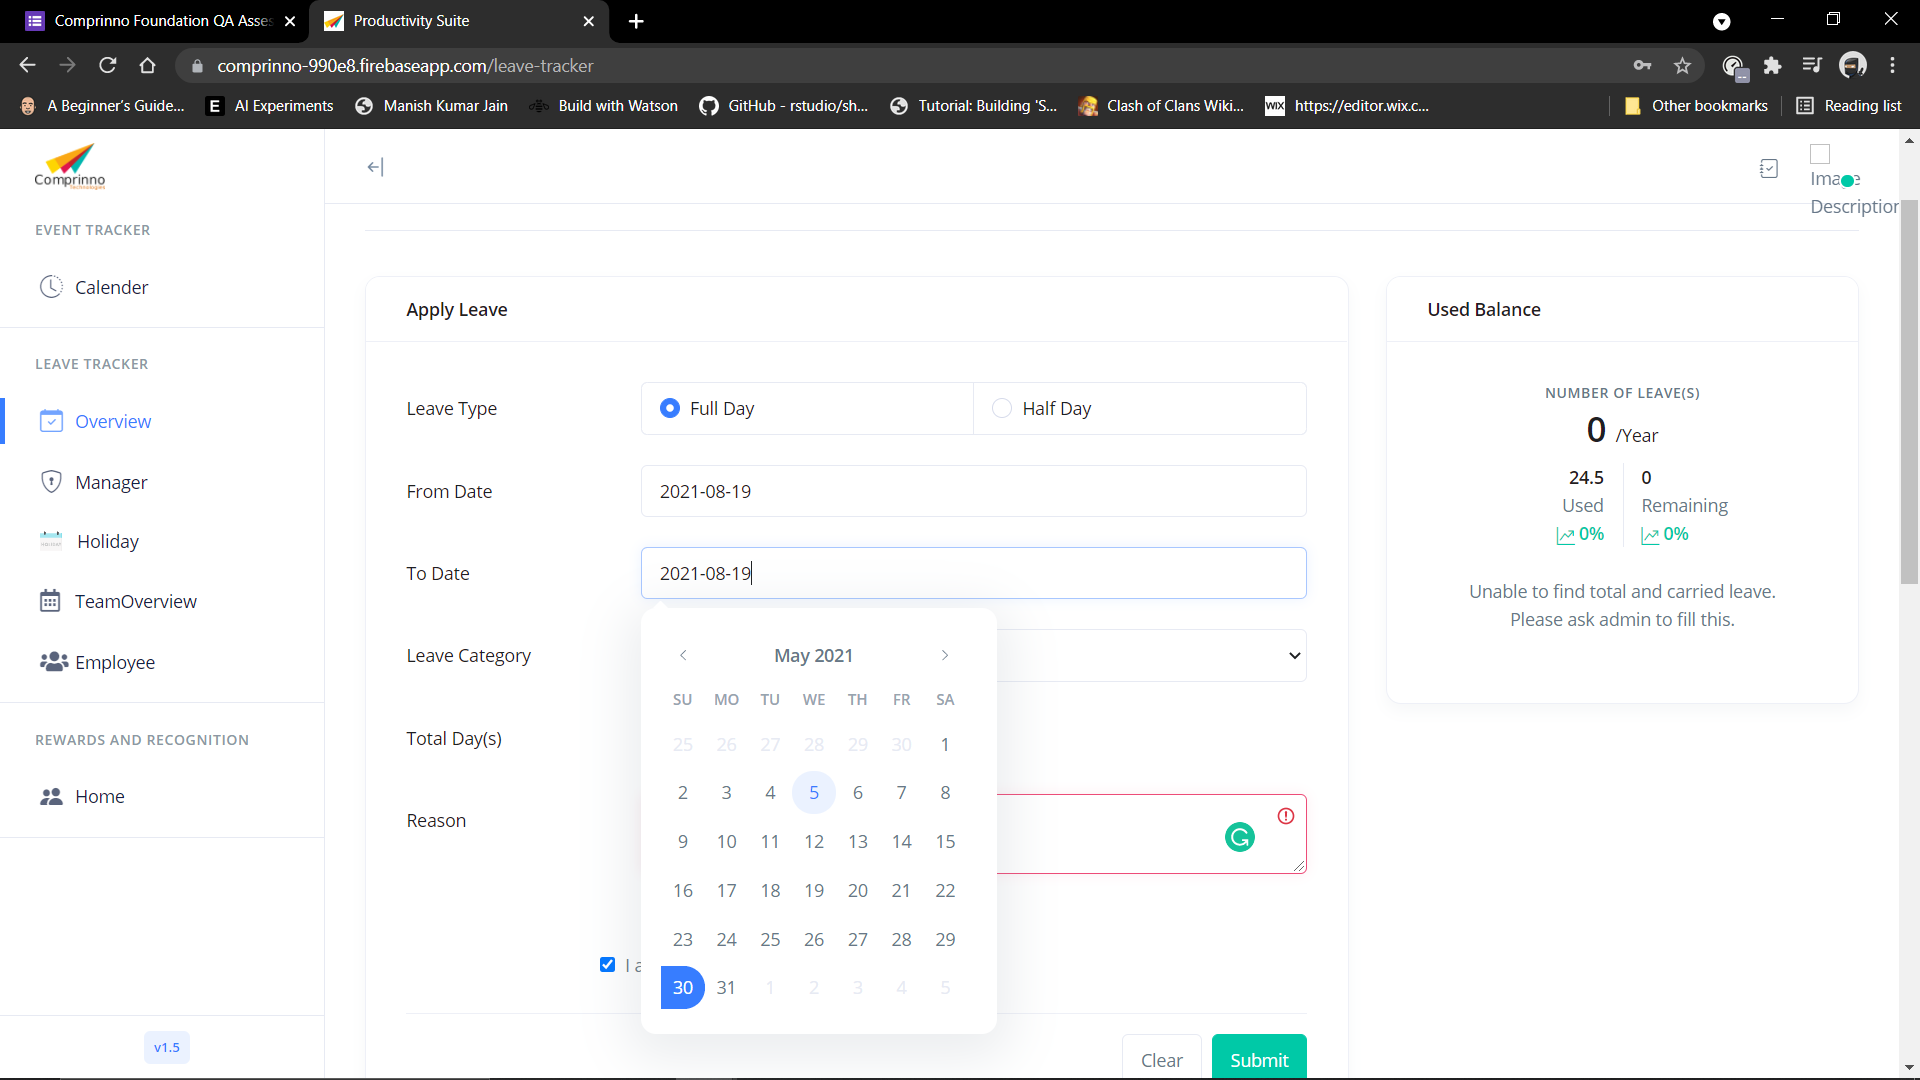 Comprinno Foundation QA Asses
Productivity Suite
comprinno-990e8.firebaseapp.com/leave-tracker
A Beginner's Guide...
AI Experiments
Manish Kumar Jain
Build with Watson
GitHub - rstudio/sh...
Tutorial: Building 'S...
Clash of Clans Wiki...
WIX
https://editor.wix.c...
Other bookmarks
Reading list
Comprinno
Technologies
Image
Description
EVENT TRACKER
Calender
LEAVE TRACKER
Overview
Manager
Holiday
TeamOverview
Employee
REWARDS AND RECOGNITION
Home
v1.5
Apply Leave
Leave Type
Full Day
Half Day
From Date
2021-08-19
To Date
2021-08-19
Leave Category
Total Day(s)
Reason
I a
May 2021
SU MO TU WE TH FR SA
25 26 27 28 29 30 1
2 3 4 5 6 7 8
9 10 11 12 13 14 15
16 17 18 19 20 21 22
23 24 25 26 27 28 29
30 31 1 2 3 4 5
Clear
Submit
Used Balance
NUMBER OF LEAVE(S)
0 /Year
24.5 0
Used Remaining
0% 0%
Unable to find total and carried leave.
Please ask admin to fill this.